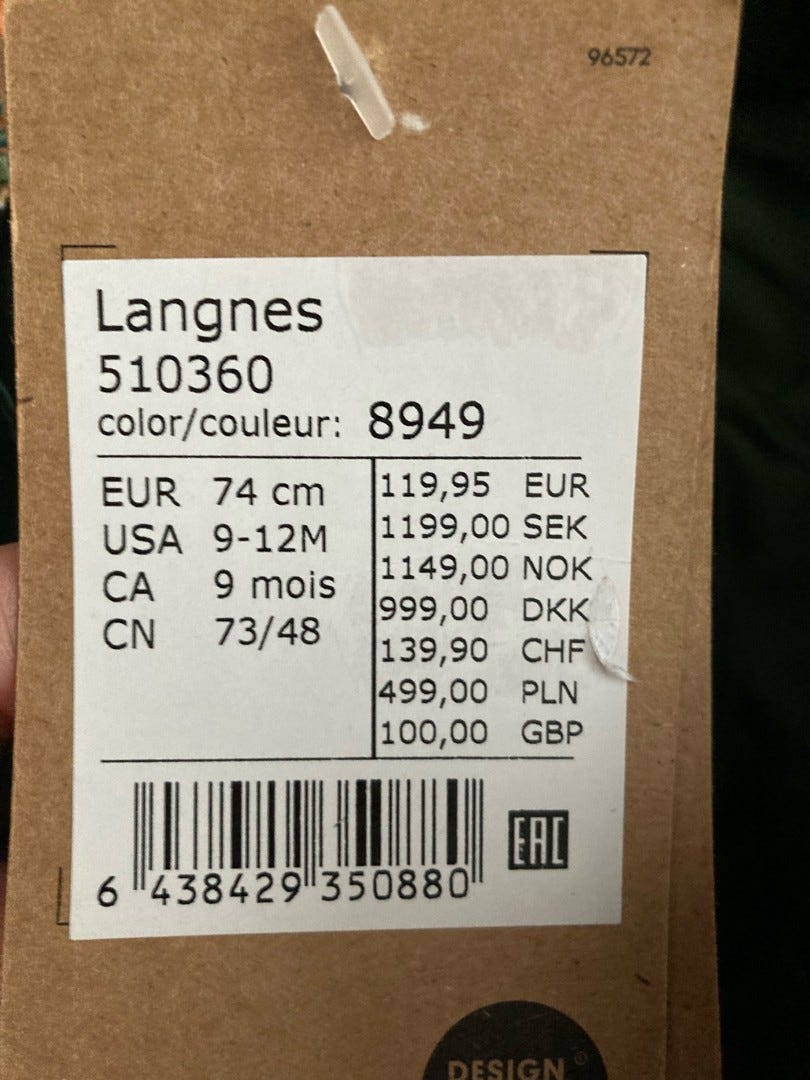 96572
Langnes
510360
color/couleur: 8949
EUR 74 cm
USA 9-12M
CA 9 mois
CN 73/48
119,95 EUR
1199,00 SEK
1149,00 NOK
999,00 DKK
139,90 CHF
499,00 PLN
100,00 GBP
6 438429 350880
EAC
DESIGN